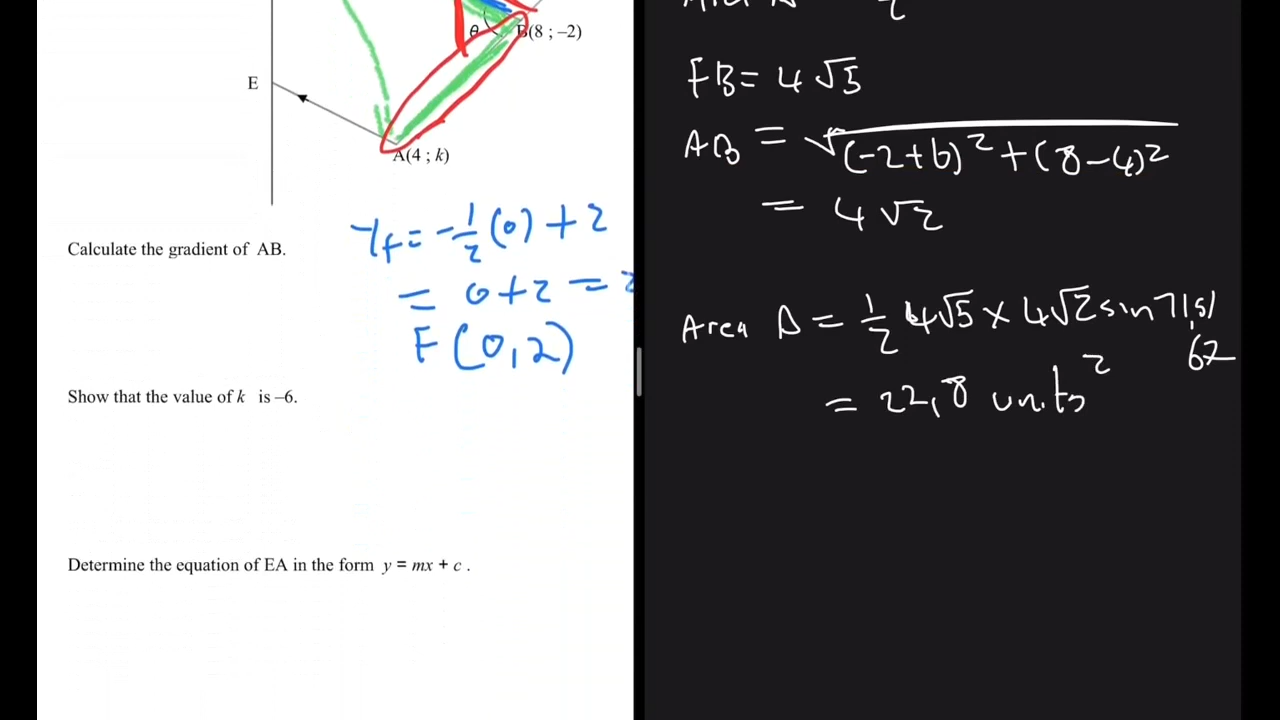 θ
B(8 ; –2)
E
A(4 ; k)
Calculate the gradient of AB.
Show that the value of k is –6.
Determine the equation of EA in the form y = mx + c .
= -1/2 (0) + 2
= 0 + 2 = 2
F (0,2)
FB = 4√5
AB = √(-2+6)² + (8-4)²
= 4√2
Area Δ = 1/2 4√5 × 4√2 sin 71,5/
62
= 22,8 units²